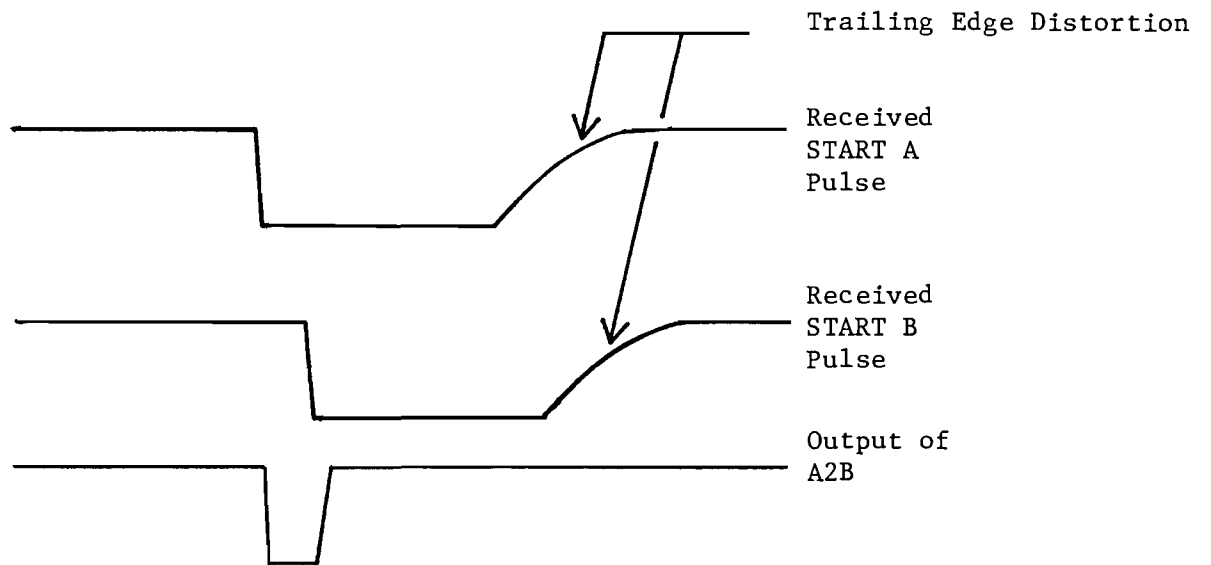 Trailing Edge Distortion
Received
START A
Pulse
Received
START B
Pulse
Output of
A2B